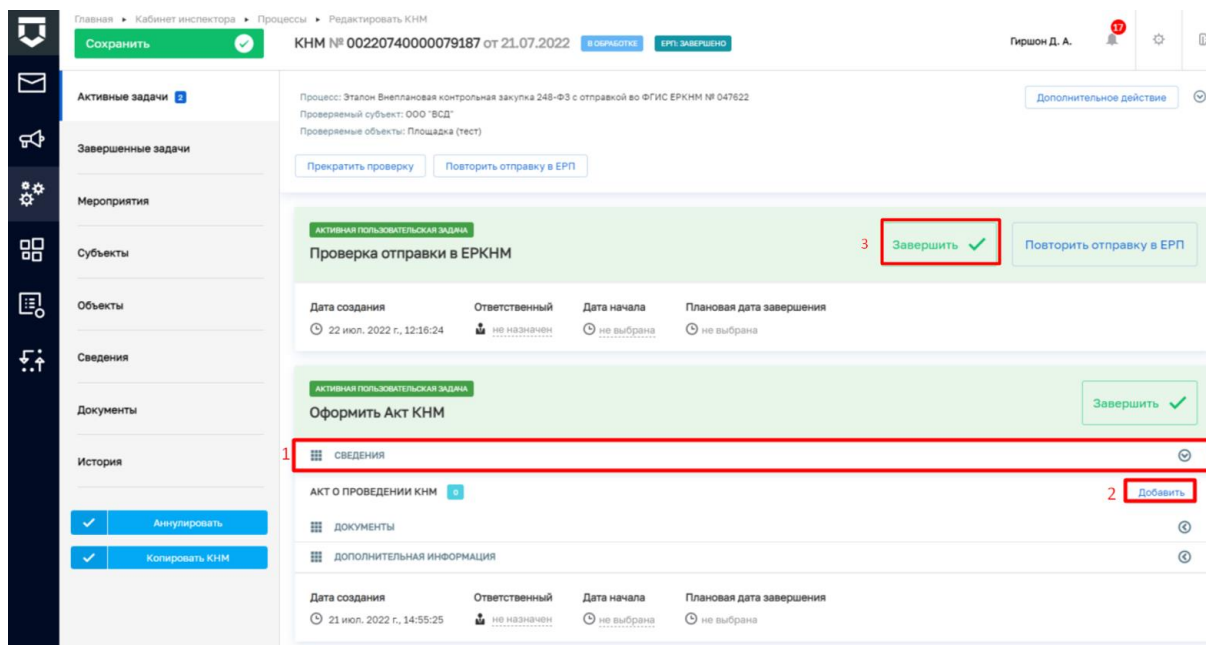 Главная ▸ Кабинет инспектора ▸ Процессы ▸ Редактировать КНМ
Сохранить
КНМ № 00220740000079187 от 21.07.2022 В ОБРАБОТКЕ ЕРП: ЗАВЕРШЕНО
Гиршон Д. А.
17
Активные задачи 2
Завершенные задачи
Мероприятия
Субъекты
Объекты
Сведения
Документы
История
Аннулировать
Копировать КНМ
Процесс: Эталон Внеплановая контрольная закупка 248-ФЗ с отправкой во ФГИС ЕРКНМ № 047622
Проверяемый субъект: ООО "ВСД"
Проверяемые объекты: Площадка (тест)
Дополнительное действие
Прекратить проверку
Повторить отправку в ЕРП
АКТИВНАЯ ПОЛЬЗОВАТЕЛЬСКАЯ ЗАДАЧА
Проверка отправки в ЕРКНМ
3
Завершить
Повторить отправку в ЕРП
Дата создания Ответственный Дата начала Плановая дата завершения
22 июл. 2022 г., 12:16:24 не назначен не выбрана не выбрана
АКТИВНАЯ ПОЛЬЗОВАТЕЛЬСКАЯ ЗАДАЧА
Оформить Акт КНМ
Завершить
1 СВЕДЕНИЯ
АКТ О ПРОВЕДЕНИИ КНМ 0
2 Добавить
ДОКУМЕНТЫ
ДОПОЛНИТЕЛЬНАЯ ИНФОРМАЦИЯ
Дата создания Ответственный Дата начала Плановая дата завершения
21 июл. 2022 г., 14:55:25 не назначен не выбрана не выбрана